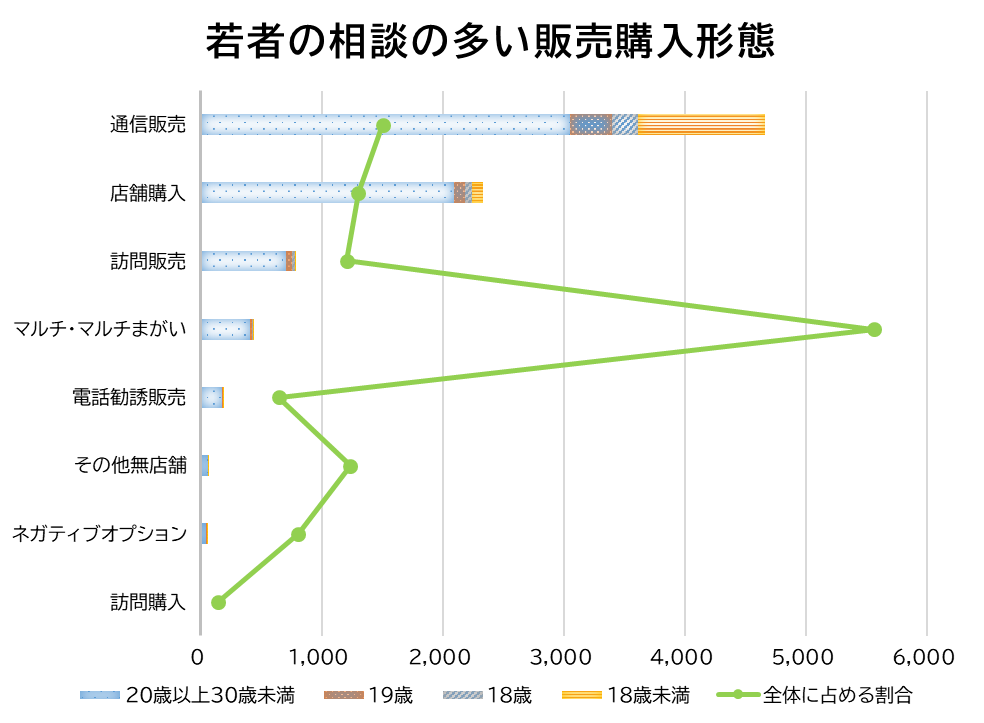 若者の相談の多い販売購入形態
通信販売
店舗購入
訪問販売
マルチ・マルチまがい
電話勧誘販売
その他無店舗
ネガティブオプション
訪問購入
0 1,000 2,000 3,000 4,000 5,000 6,000
20歳以上30歳未満 19歳 18歳 18歳未満 全体に占める割合